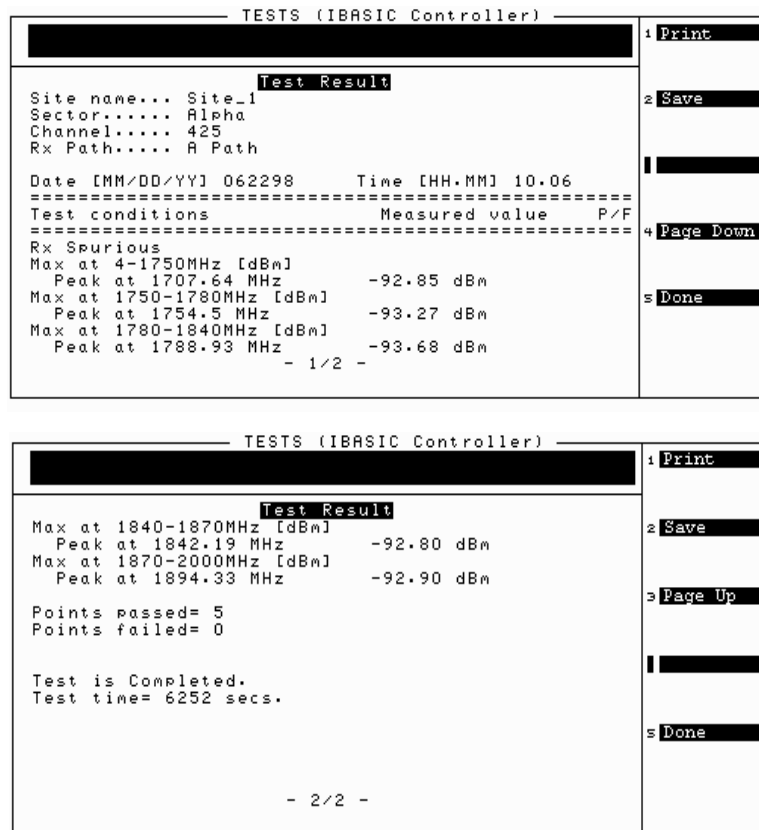 TESTS (IBASIC Controller)
1 Print
Test Result
Site name... Site_1
2 Save
Sector...... Alpha
Channel..... 425
Rx Path..... A Path
Date [MM/DD/YY] 062298 Time [HH.MM] 10.06
================================================
Test conditions Measured value P/F
================================================
4 Page Down
Rx Spurious
Max at 4-1750MHz [dBm]
Peak at 1707.64 MHz -92.85 dBm
Max at 1750-1780MHz [dBm]
5 Done
Peak at 1754.5 MHz -93.27 dBm
Max at 1780-1840MHz [dBm]
Peak at 1788.93 MHz -93.68 dBm
- 1/2 -
TESTS (IBASIC Controller)
1 Print
Test Result
Max at 1840-1870MHz [dBm]
2 Save
Peak at 1842.19 MHz -92.80 dBm
Max at 1870-2000MHz [dBm]
Peak at 1894.33 MHz -92.90 dBm
3 Page Up
Points passed= 5
Points failed= 0
Test is Completed.
Test time= 6252 secs.
5 Done
- 2/2 -